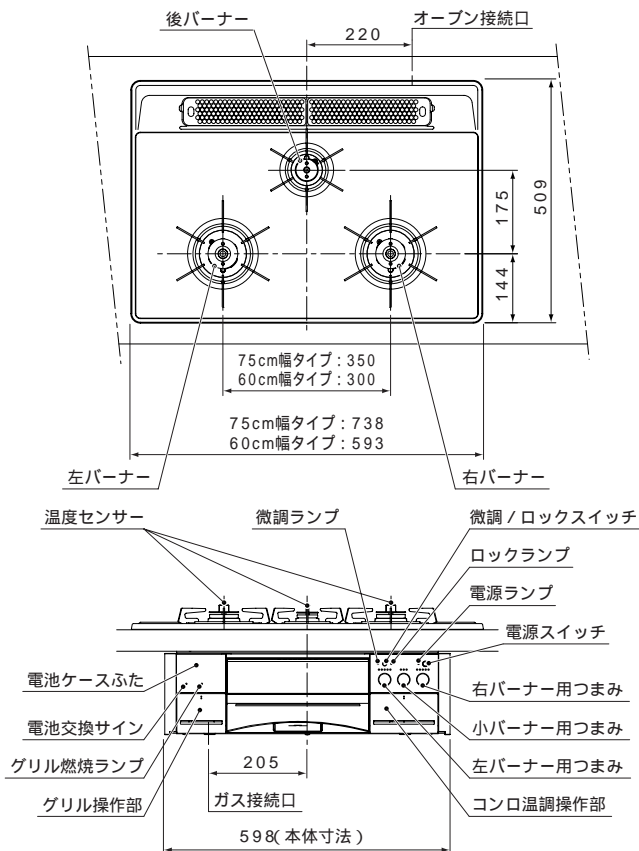 後バーナー
220
オーブン接続口
175
509
144
75cm幅タイプ：350
60cm幅タイプ：300
75cm幅タイプ：738
60cm幅タイプ：593
左バーナー
右バーナー
温度センサー
微調ランプ
微調 / ロックスイッチ
ロックランプ
電源ランプ
電源スイッチ
電池ケースふた
右バーナー用つまみ
電池交換サイン
小バーナー用つまみ
グリル燃焼ランプ
205
左バーナー用つまみ
グリル操作部
ガス接続口
コンロ温調操作部
598(本体寸法)